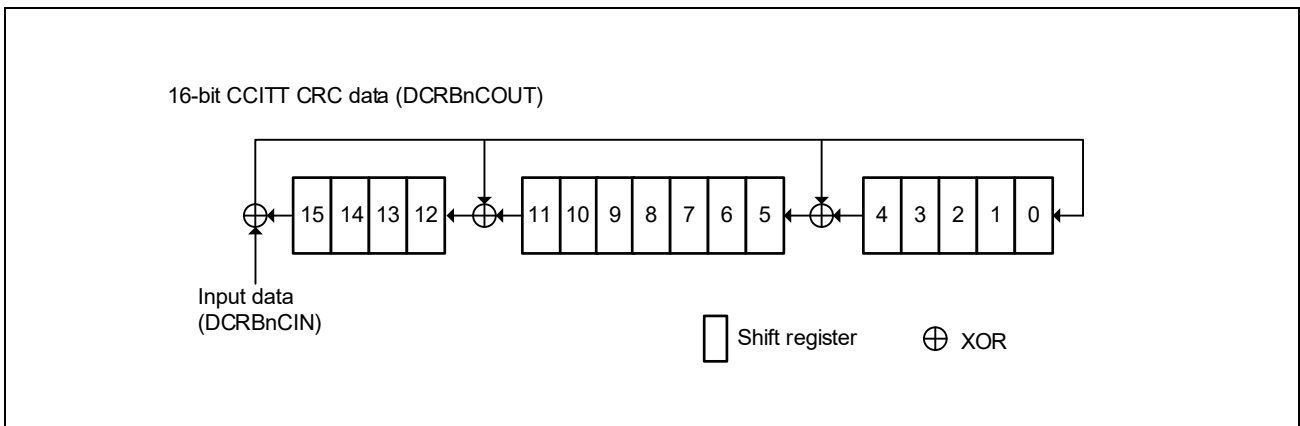 16-bit CCITT CRC data (DCRBnCOUT)
15 14 13 12 11 10 9 8 7 6 5 4 3 2 1 0
Input data
(DCRBnCIN)
Shift register XOR